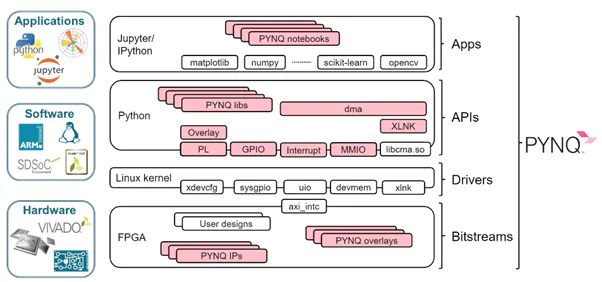 Applications
python
jupyter
Software
ARM
SDSoC
Hardware
VIVADO
Jupyter/
IPython
PYNQ notebooks
matplotlib
numpy
..........
scikit-learn
opencv
Apps
Python
PYNQ libs
dma
Overlay
XLNK
PL
GPIO
Interrupt
MMIO
libcma.so
APIs
Linux kernel
xdevcfg
sysgpio
uio
devmem
xlnk
Drivers
axi_intc
FPGA
User designs
PYNQ overlays
PYNQ IPs
Bitstreams
PYNQ